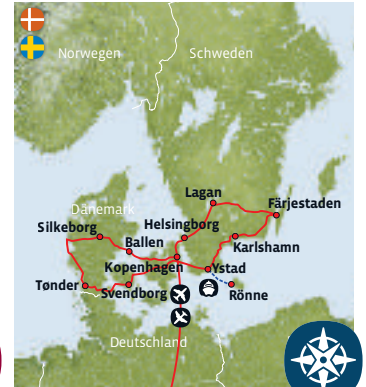 Norwegen
Schweden
Lagan
Färjestaden
Dänemark
Helsingborg
Silkeborg
Ballen
Karlshamn
Kopenhagen
Ystad
Tønder
Svendborg
Rönne
Deutschland